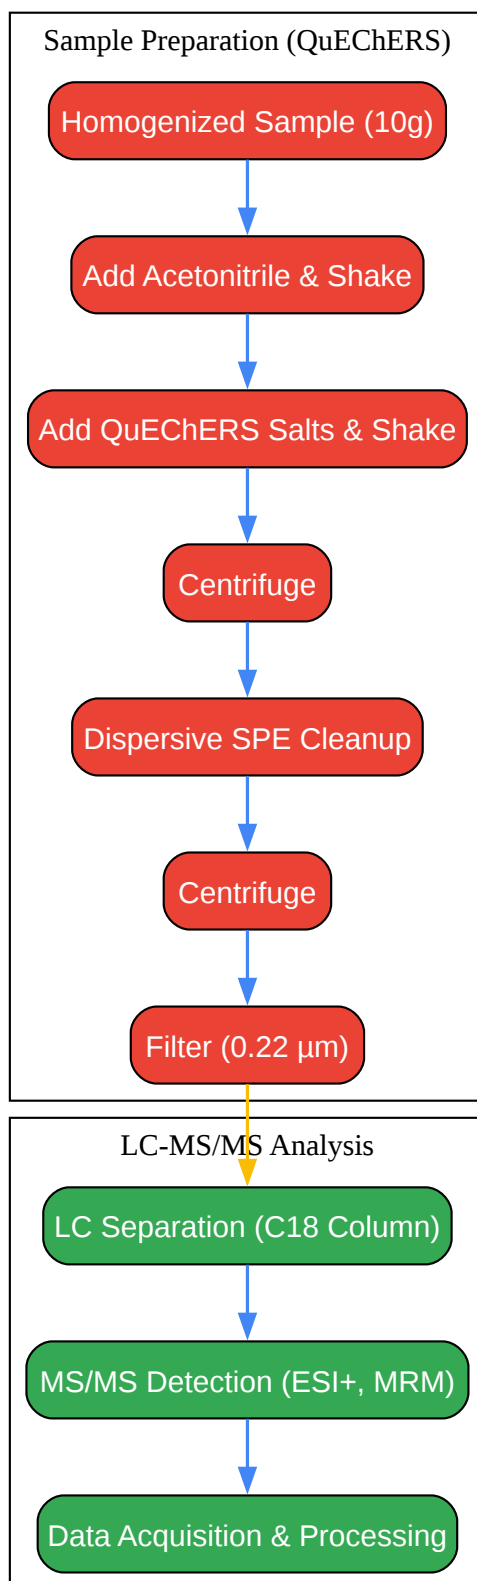 Sample Preparation (QuEChERS)
Homogenized Sample (10g)
Add Acetonitrile & Shake
Add QuEChERS Salts & Shake
Centrifuge
Dispersive SPE Cleanup
Centrifuge
Filter (0.22 µm)
LC-MS/MS Analysis
LC Separation (C18 Column)
MS/MS Detection (ESI+, MRM)
Data Acquisition & Processing